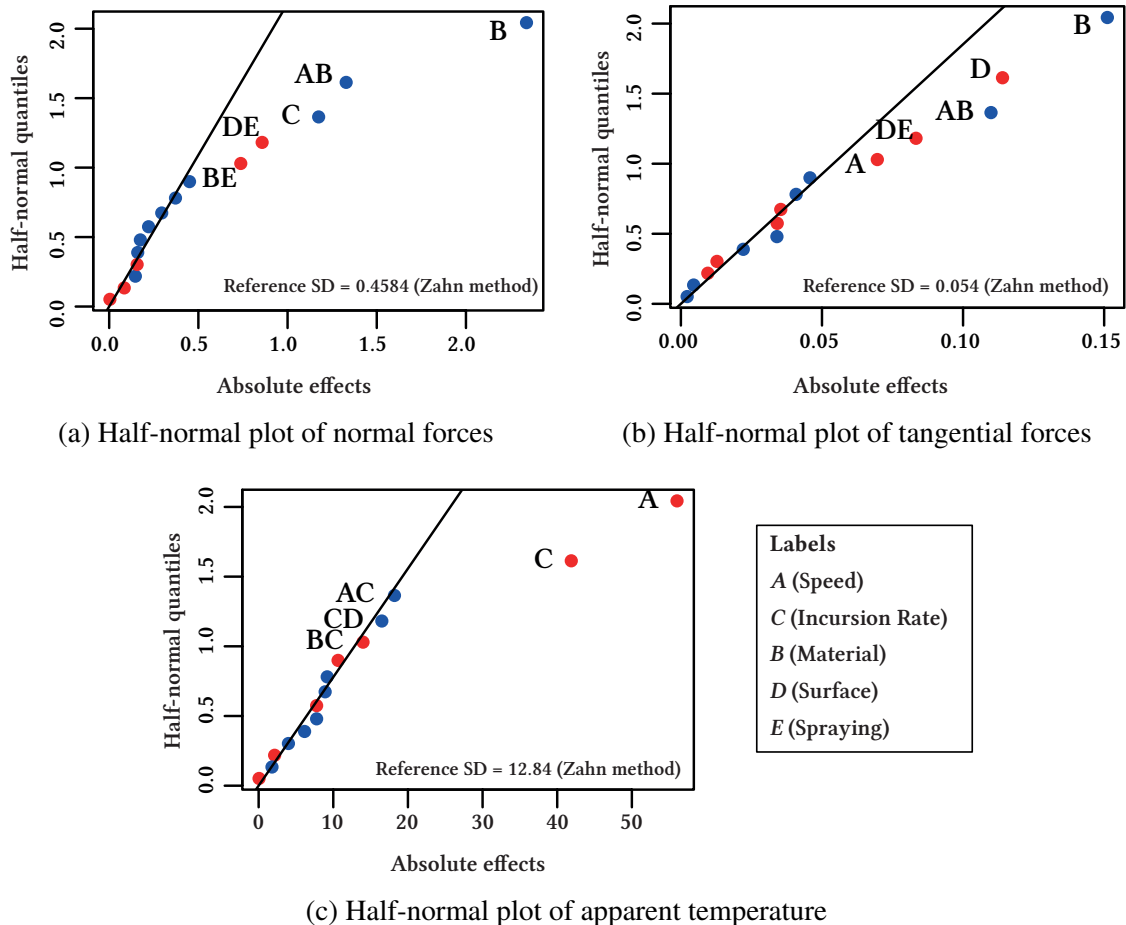 Half-normal quantiles
2.0
1.5
1.0
0.5
0.0
B
AB
C
DE
BE
Reference SD = 0.4584 (Zahn method)
0.0 0.5 1.0 1.5 2.0
Absolute effects
(a) Half-normal plot of normal forces
Half-normal quantiles
2.0
1.5
1.0
0.5
0.0
B
D
AB
DE
A
Reference SD = 0.054 (Zahn method)
0.00 0.05 0.10 0.15
Absolute effects
(b) Half-normal plot of tangential forces
Half-normal quantiles
2.0
1.5
1.0
0.5
0.0
A
C
AC
CD
BC
Reference SD = 12.84 (Zahn method)
0 10 20 30 40 50
Absolute effects
(c) Half-normal plot of apparent temperature
Labels
A (Speed)
C (Incursion Rate)
B (Material)
D (Surface)
E (Spraying)